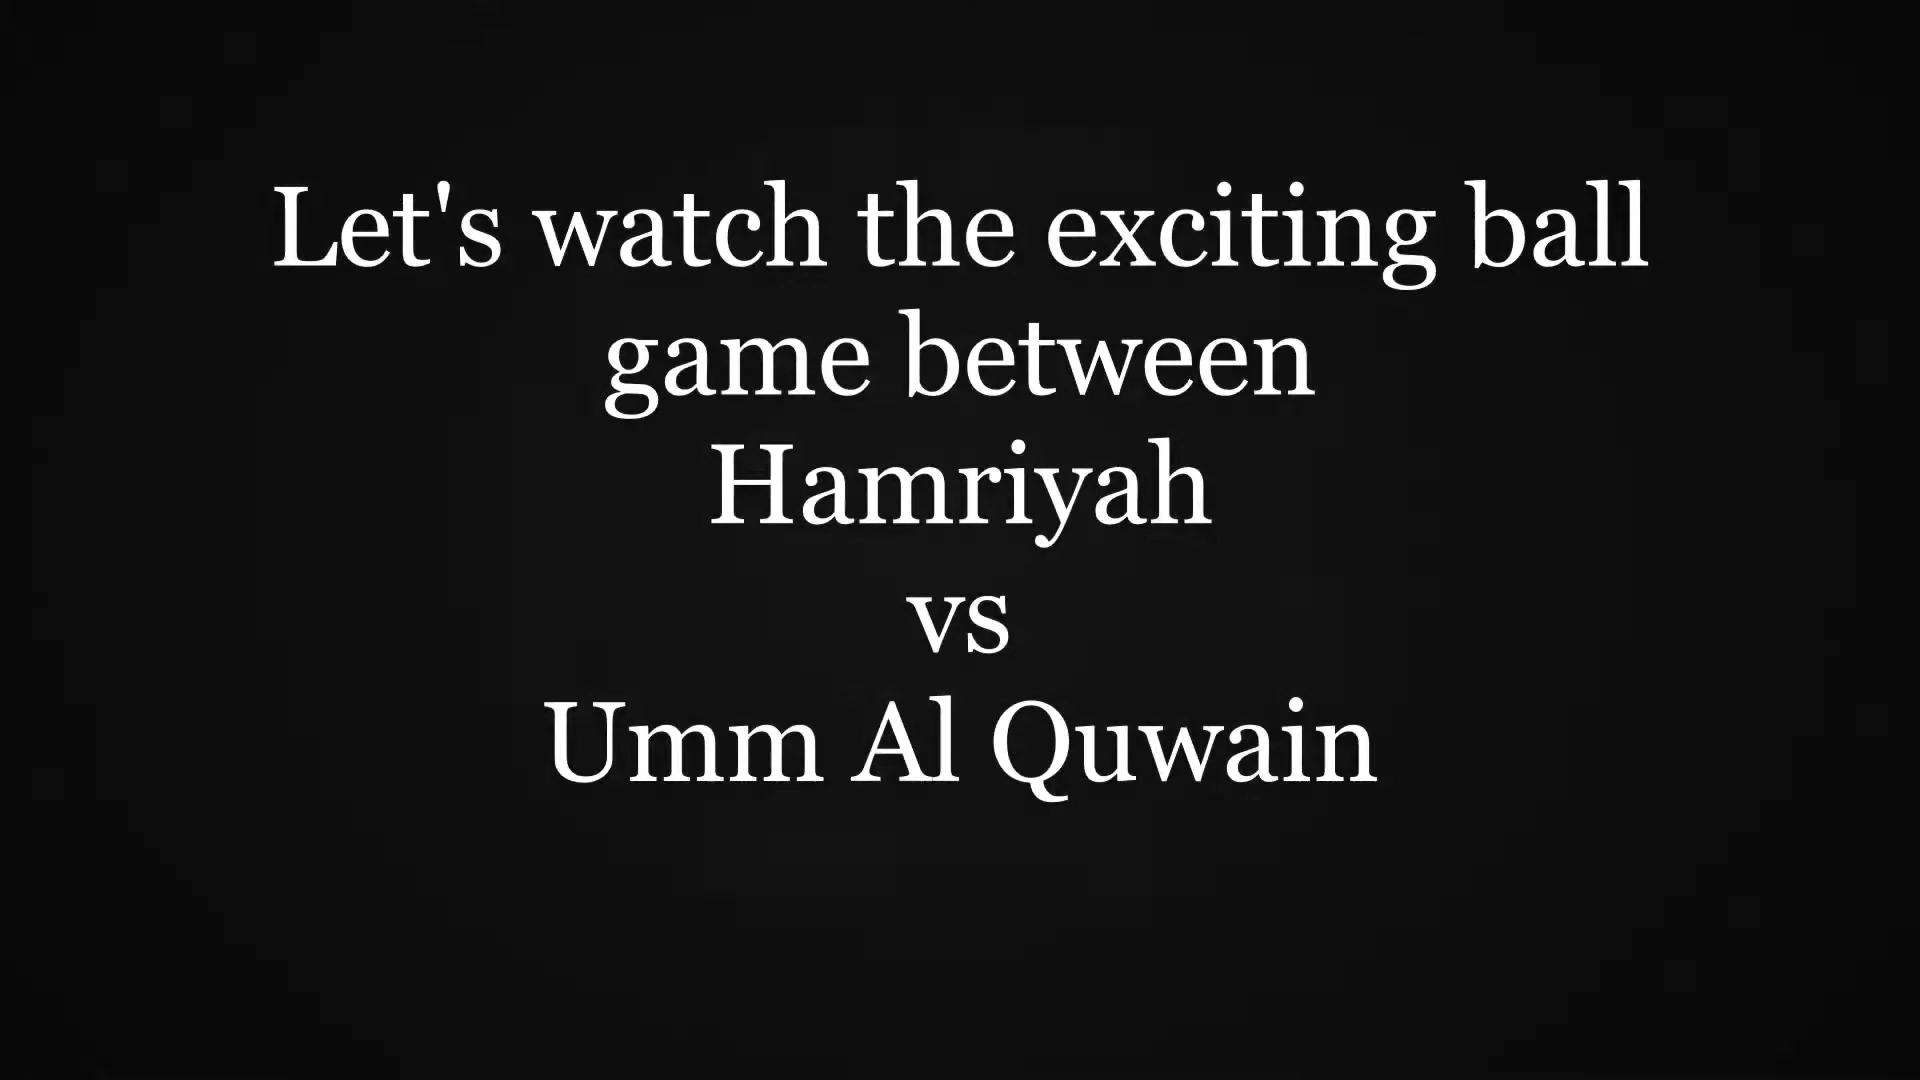 Let's watch the exciting ball
game between
Hamriyah
vs
Umm Al Quwain